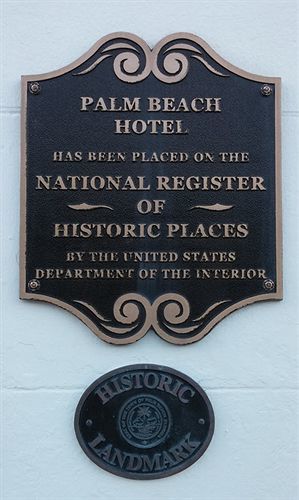 PALM BEACH
HOTEL
HAS BEEN PLACED ON THE
NATIONAL REGISTER
OF
HISTORIC PLACES
BY THE UNITED STATES
DEPARTMENT OF THE INTERIOR
HISTORIC
LANDMARK